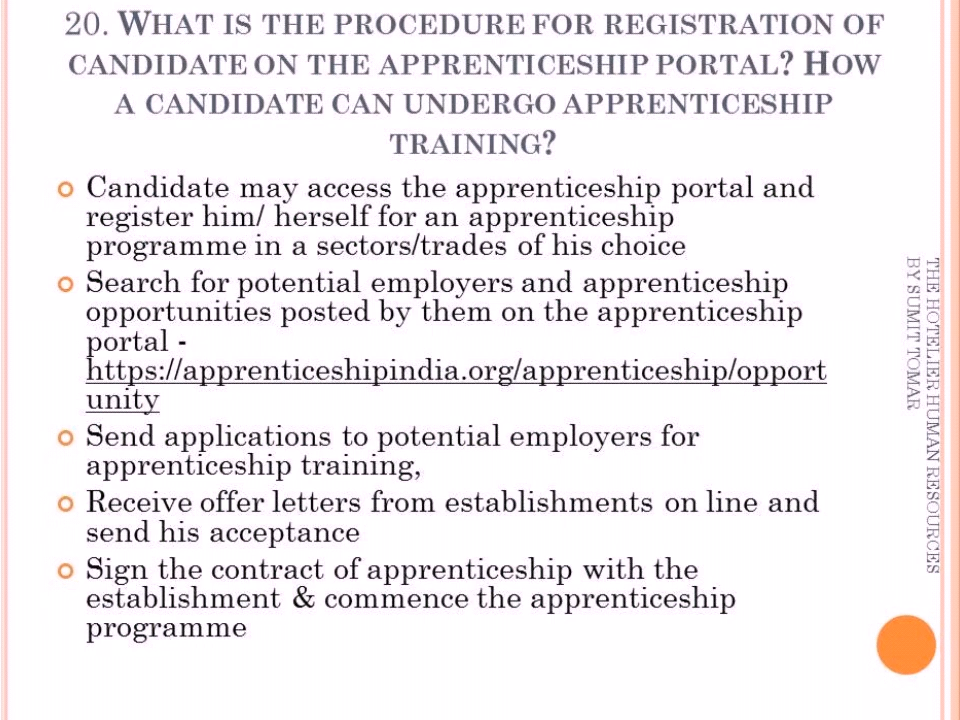 20. WHAT IS THE PROCEDURE FOR REGISTRATION OF
CANDIDATE ON THE APPRENTICESHIP PORTAL? HOW
A CANDIDATE CAN UNDERGO APPRENTICESHIP
TRAINING?
Candidate may access the apprenticeship portal and
register him/ herself for an apprenticeship
programme in a sectors/trades of his choice
Search for potential employers and apprenticeship
opportunities posted by them on the apprenticeship
portal -
https://apprenticeshipindia.org/apprenticeship/opport
unity
Send applications to potential employers for
apprenticeship training,
Receive offer letters from establishments on line and
send his acceptance
Sign the contract of apprenticeship with the
establishment & commence the apprenticeship
programme
THE HOTELIER HUMAN RESOURCES
BY SUMIT TOMAR